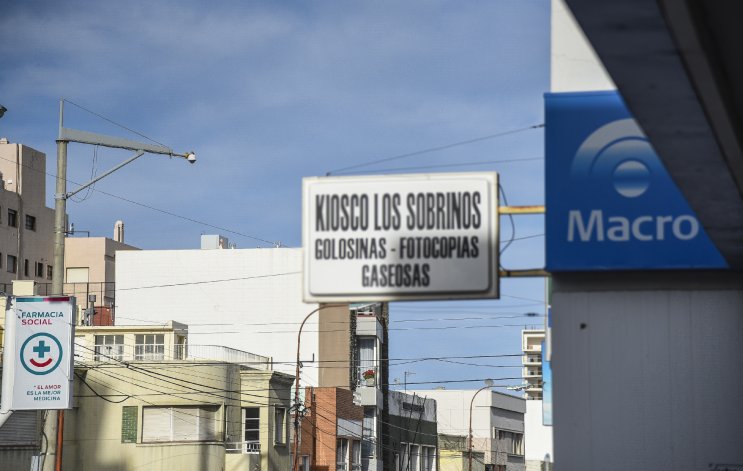 KIOSCO LOS SOBRINOS
GOLOSINAS - FOTOCOPIAS
GASEOSAS
Macro
FARMACIA
SOCIAL
"EL AMOR
ES LA MEJOR
MEDICINA